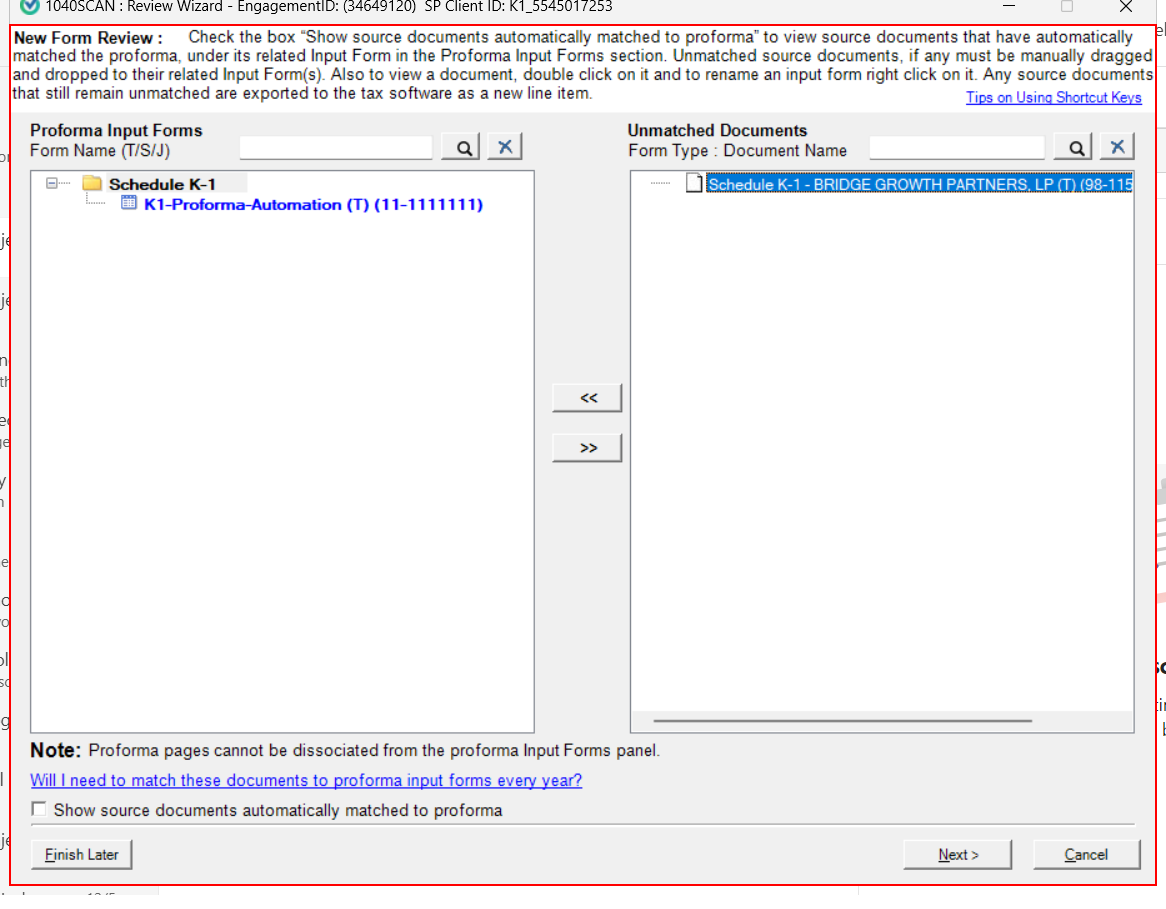 1040SCAN : Review Wizard - EngagementID: (34649120)  SP Client ID: K1_5545017253
New Form Review :    Check the box “Show source documents automatically matched to proforma” to view source documents that have automatically
matched the proforma, under its related Input Form in the Proforma Input Forms section. Unmatched source documents, if any must be manually dragged
and dropped to their related Input Form(s). Also to view a document, double click on it and to rename an input form right click on it. Any source documents
that still remain unmatched are exported to the tax software as a new line item.
Tips on Using Shortcut Keys
Proforma Input Forms
Form Name (T/S/J)
Unmatched Documents
Form Type : Document Name
Schedule K-1
K1-Proforma-Automation (T) (11-1111111)
Schedule K-1 - BRIDGE GROWTH PARTNERS, LP (T) (98-115
<<
>>
Note: Proforma pages cannot be dissociated from the proforma Input Forms panel.
Will I need to match these documents to proforma input forms every year?
Show source documents automatically matched to proforma
Finish Later
Next >
Cancel